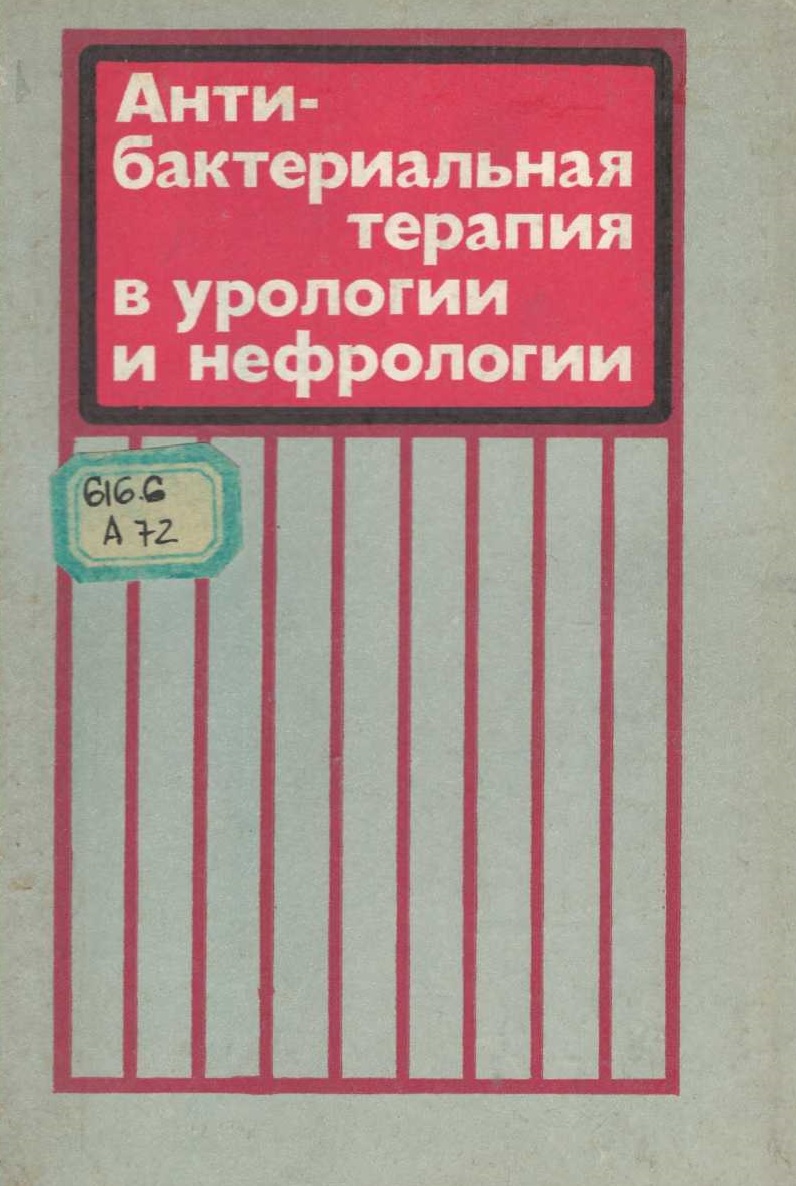 Анти-
бактериальная
терапия
в урологии
и нефрологии
616.6
А 72